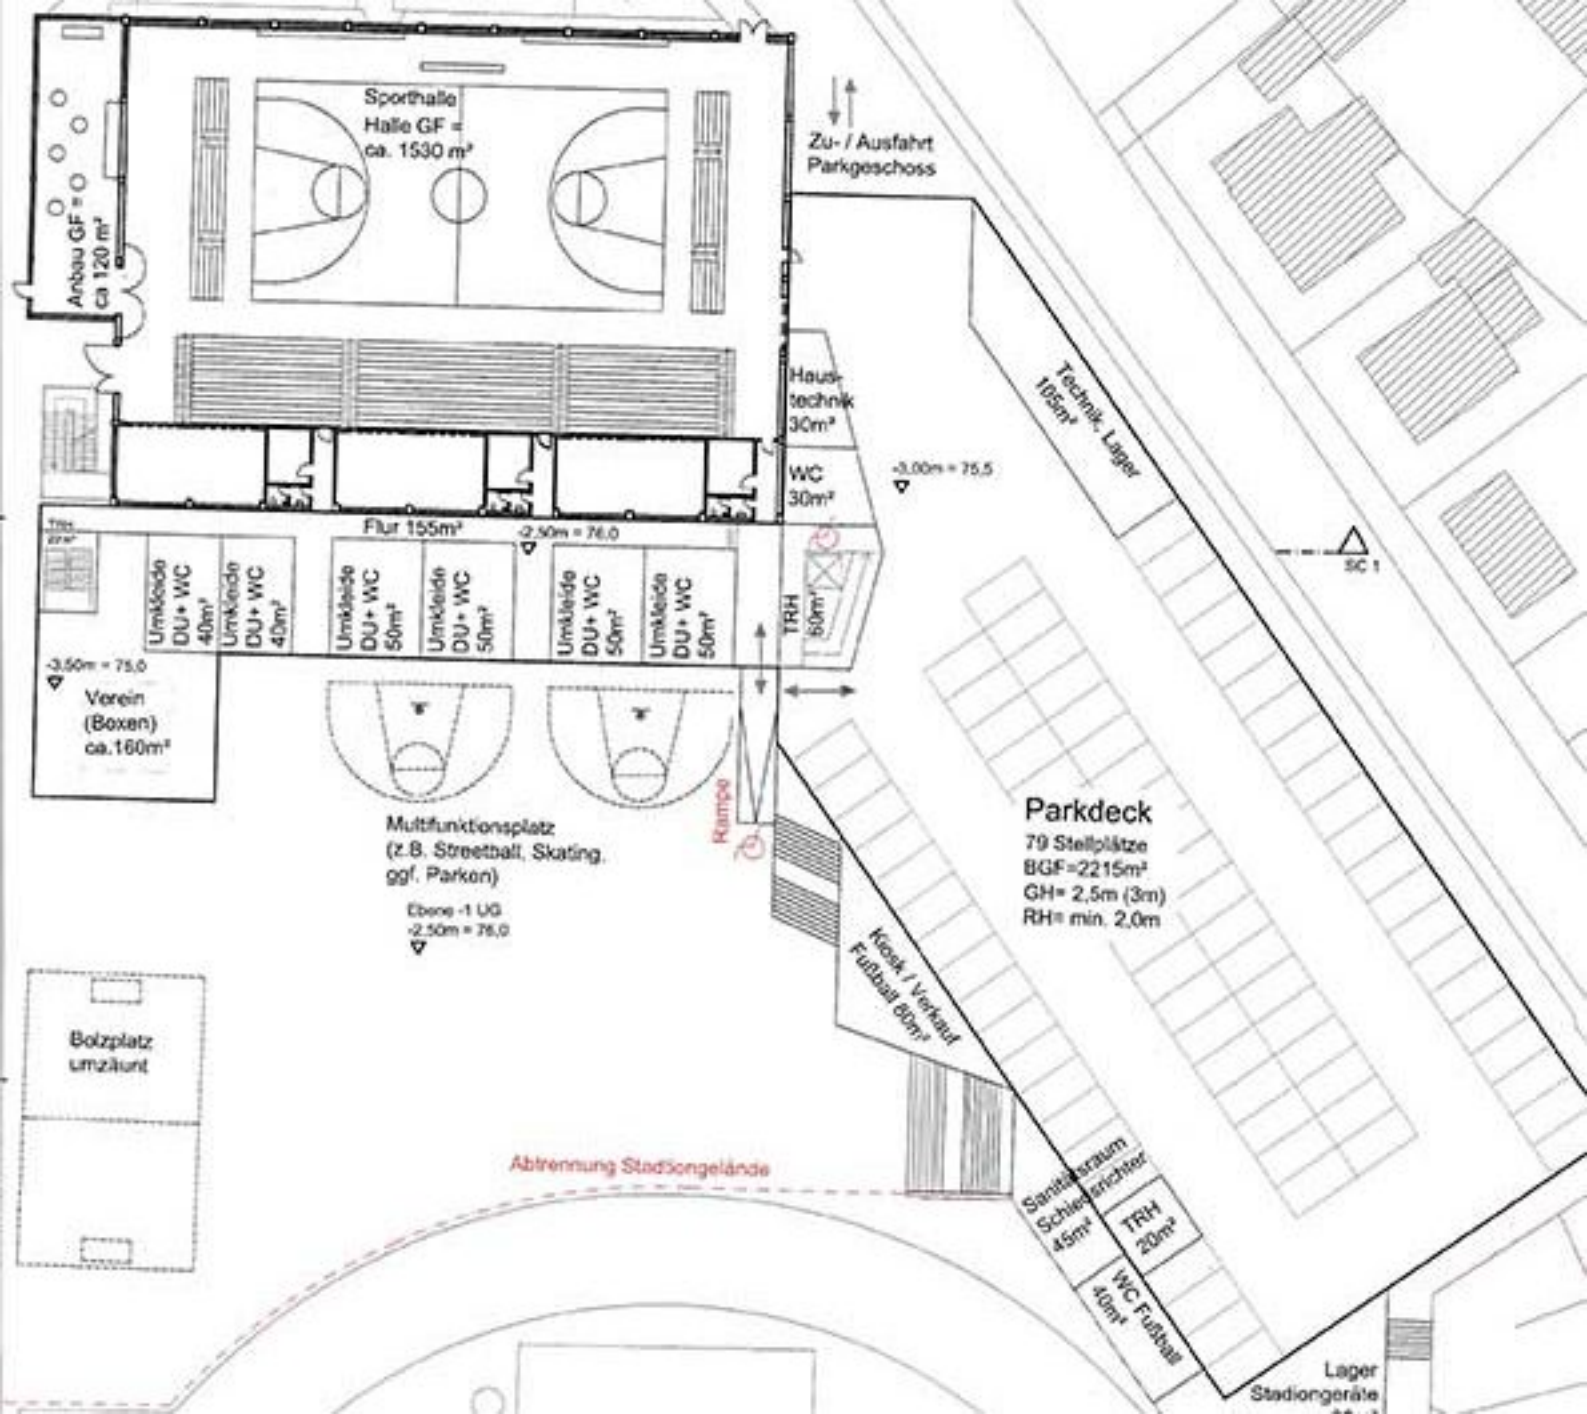 Sporthalle
Halle GF =
ca. 1530 m²
Anbau GF =
ca 120 m²
Zu- / Ausfahrt
Parkgeschoss
Haus-
technik
30m²
WC
30m²
Technik, Lager
105m²
-3,00m = 75,5
SC 1
TRH
Flur 155m²
-2,50m = 76,0
Umkleide
DU+ WC
40m²
Umkleide
DU+ WC
40m²
Umkleide
DU+ WC
50m²
Umkleide
DU+ WC
50m²
Umkleide
DU+ WC
50m²
Umkleide
DU+ WC
50m²
TRH
60m²
-3,50m = 75,0
Verein
(Boxen)
ca.160m²
Rampe
Multifunktionsplatz
(z.B. Streetball, Skating,
ggf. Parken)
Ebene -1 UG
-2,50m = 76,0
Parkdeck
79 Stellplätze
BGF=2215m²
GH= 2,5m (3m)
RH= min. 2,0m
Kiosk / Verkauf
Fußball 60m²
Bolzplatz
umzäunt
Abtrennung Stadiongelände
Sanitätsraum
Schiedsrichter
45m²
TRH
20m²
WC Fußball
40m²
Lager
Stadiongeräte